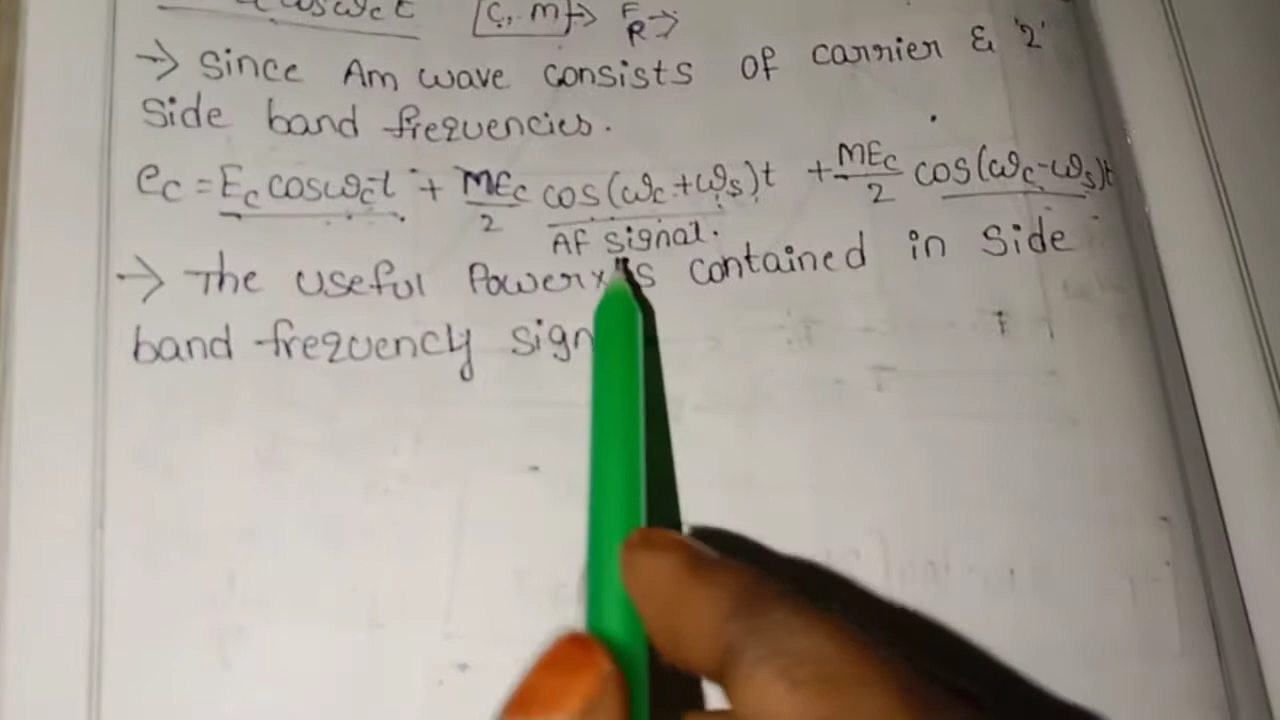 cosωct [C, m]→ F R→
→ Since Am wave consists of carrier & '2'
Side band frequencies.
ec = Ec cosωct + MEc/2 cos(ωc+ωs)t + MEc/2 cos(ωc-ωs)t
AF signal.
→ The useful Power is contained in Side
band frequency sign